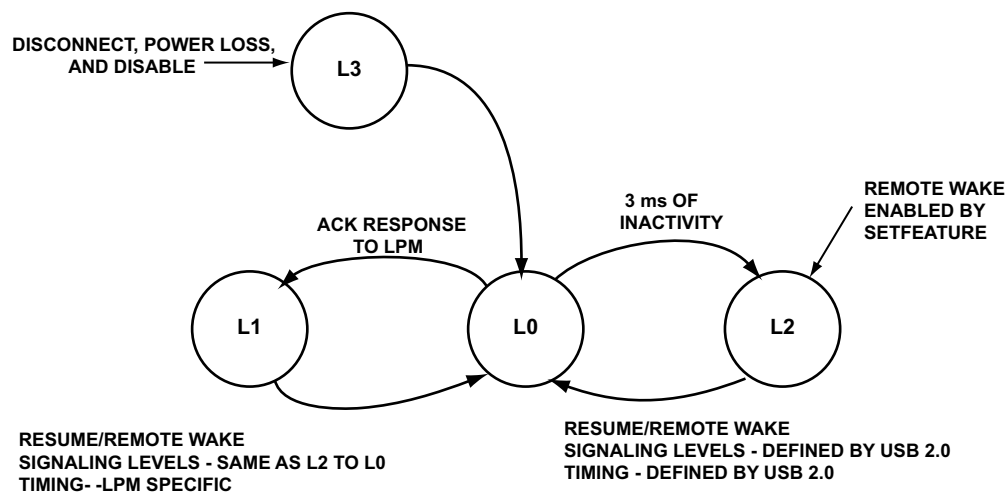 DISCONNECT, POWER LOSS,
AND DISABLE
L3
3 ms OF
INACTIVITY
REMOTE WAKE
ENABLED BY
SETFEATURE
ACK RESPONSE
TO LPM
L1
L0
L2
RESUME/REMOTE WAKE
SIGNALING LEVELS - SAME AS L2 TO L0
TIMING- -LPM SPECIFIC
RESUME/REMOTE WAKE
SIGNALING LEVELS - DEFINED BY USB 2.0
TIMING - DEFINED BY USB 2.0